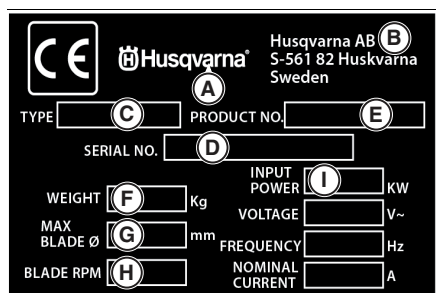 CE
Husqvarna®
A
Husqvarna AB B
S-561 82 Huskvarna
Sweden
TYPE C PRODUCT NO. E
SERIAL NO. D
WEIGHT F Kg
MAX
BLADE Ø G mm
BLADE RPM H
INPUT
POWER I KW
VOLTAGE V~
FREQUENCY Hz
NOMINAL
CURRENT A